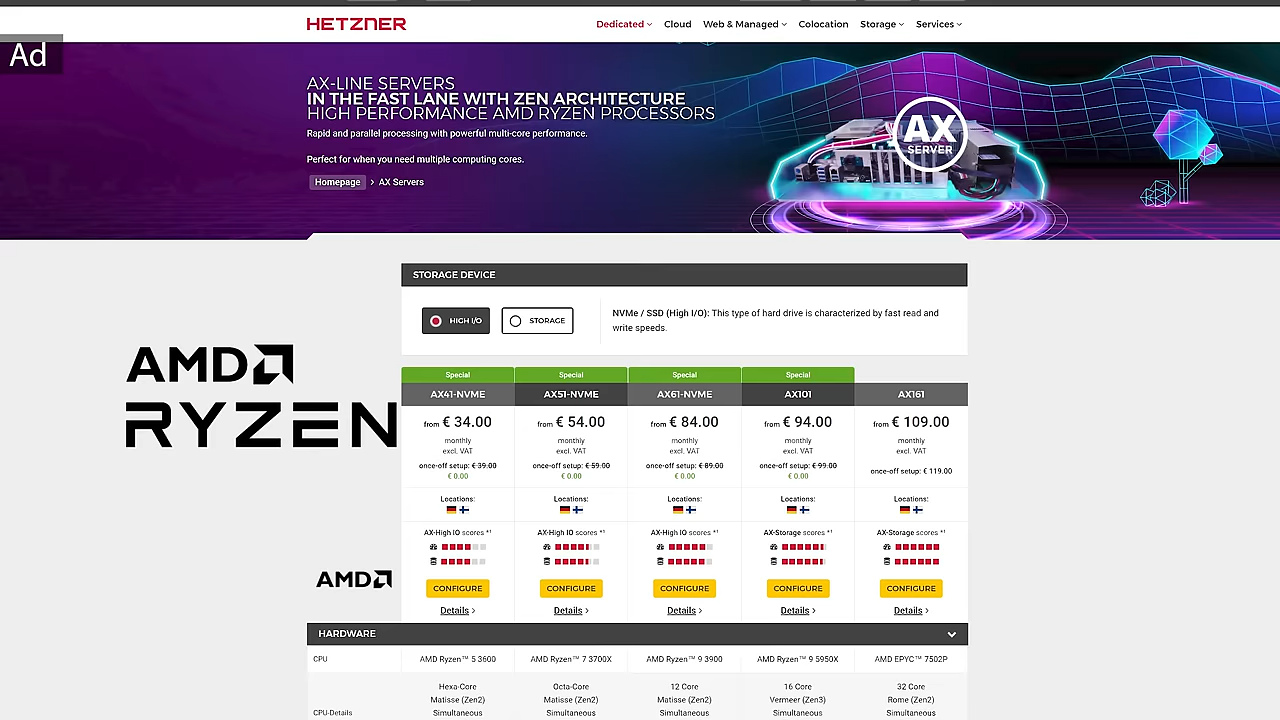 HETZNER
Dedicated
Cloud
Web & Managed
Colocation
Storage
Services
Ad
AX-LINE SERVERS
IN THE FAST LANE WITH ZEN ARCHITECTURE
HIGH PERFORMANCE AMD RYZEN PROCESSORS
Rapid and parallel processing with powerful multi-core performance.
Perfect for when you need multiple computing cores.
Homepage > AX Servers
AX
SERVER
STORAGE DEVICE
HIGH I/O
STORAGE
NVMe / SSD (High I/O): This type of hard drive is characterized by fast read and
write speeds.
AMD
RYZEN
Special Special Special Special
AX41-NVME AX51-NVME AX61-NVME AX101 AX161
from € 34.00 from € 54.00 from € 84.00 from € 94.00 from € 109.00
monthly monthly monthly monthly monthly
excl. VAT excl. VAT excl. VAT excl. VAT excl. VAT
once-off setup: € 39.00 once-off setup: € 59.00 once-off setup: € 89.00 once-off setup: € 99.00 once-off setup: € 119.00
€ 0.00 € 0.00 € 0.00 € 0.00
Locations: Locations: Locations: Locations: Locations:
AX-High IO scores *¹ AX-High IO scores *¹ AX-High IO scores *¹ AX-Storage scores *¹ AX-Storage scores *¹
AMD
CONFIGURE CONFIGURE CONFIGURE CONFIGURE CONFIGURE
Details > Details > Details > Details > Details >
HARDWARE
CPU AMD Ryzen™ 5 3600 AMD Ryzen™ 7 3700X AMD Ryzen™ 9 3900 AMD Ryzen™ 9 5950X AMD EPYC™ 7502P
Hexa-Core Octa-Core 12 Core 16 Core 32 Core
Matisse (Zen2) Matisse (Zen2) Matisse (Zen2) Vermeer (Zen3) Rome (Zen2)
CPU-Details Simultaneous Simultaneous Simultaneous Simultaneous Simultaneous